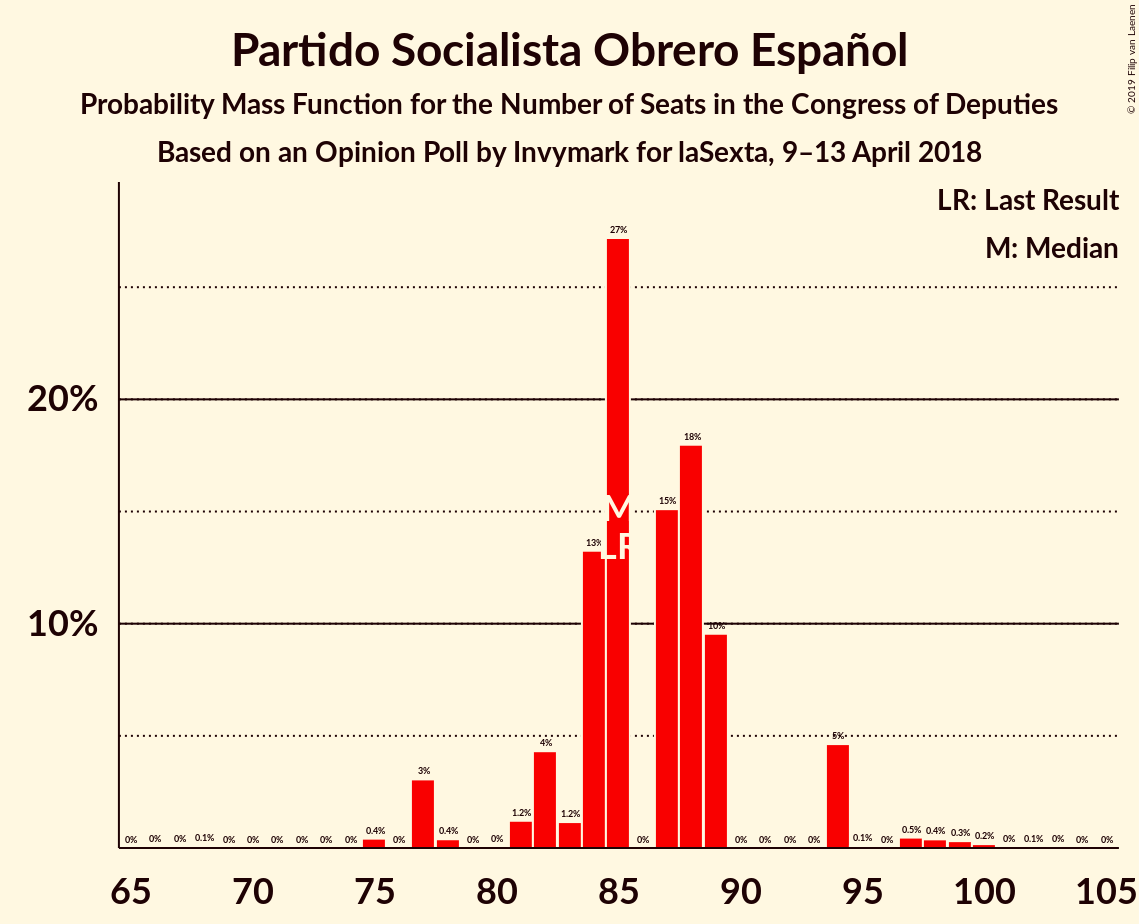 Partido Socialista Obrero Español
Probability Mass Function for the Number of Seats in the Congress of Deputies
Based on an Opinion Poll by Invymark for laSexta, 9–13 April 2018
© 2019 Filip van Laenen
LR: Last Result
M: Median
20%
10%
0% 0% 0% 0.1% 0% 0% 0% 0% 0% 0% 0.4% 0% 3% 0.4% 0% 0% 1.2% 4% 1.2% 13% 27% 0% 15% 18% 10% 0% 0% 0% 0% 5% 0.1% 0% 0.5% 0.4% 0.3% 0.2% 0% 0.1% 0% 0% 0%
M
LR
65 70 75 80 85 90 95 100 105